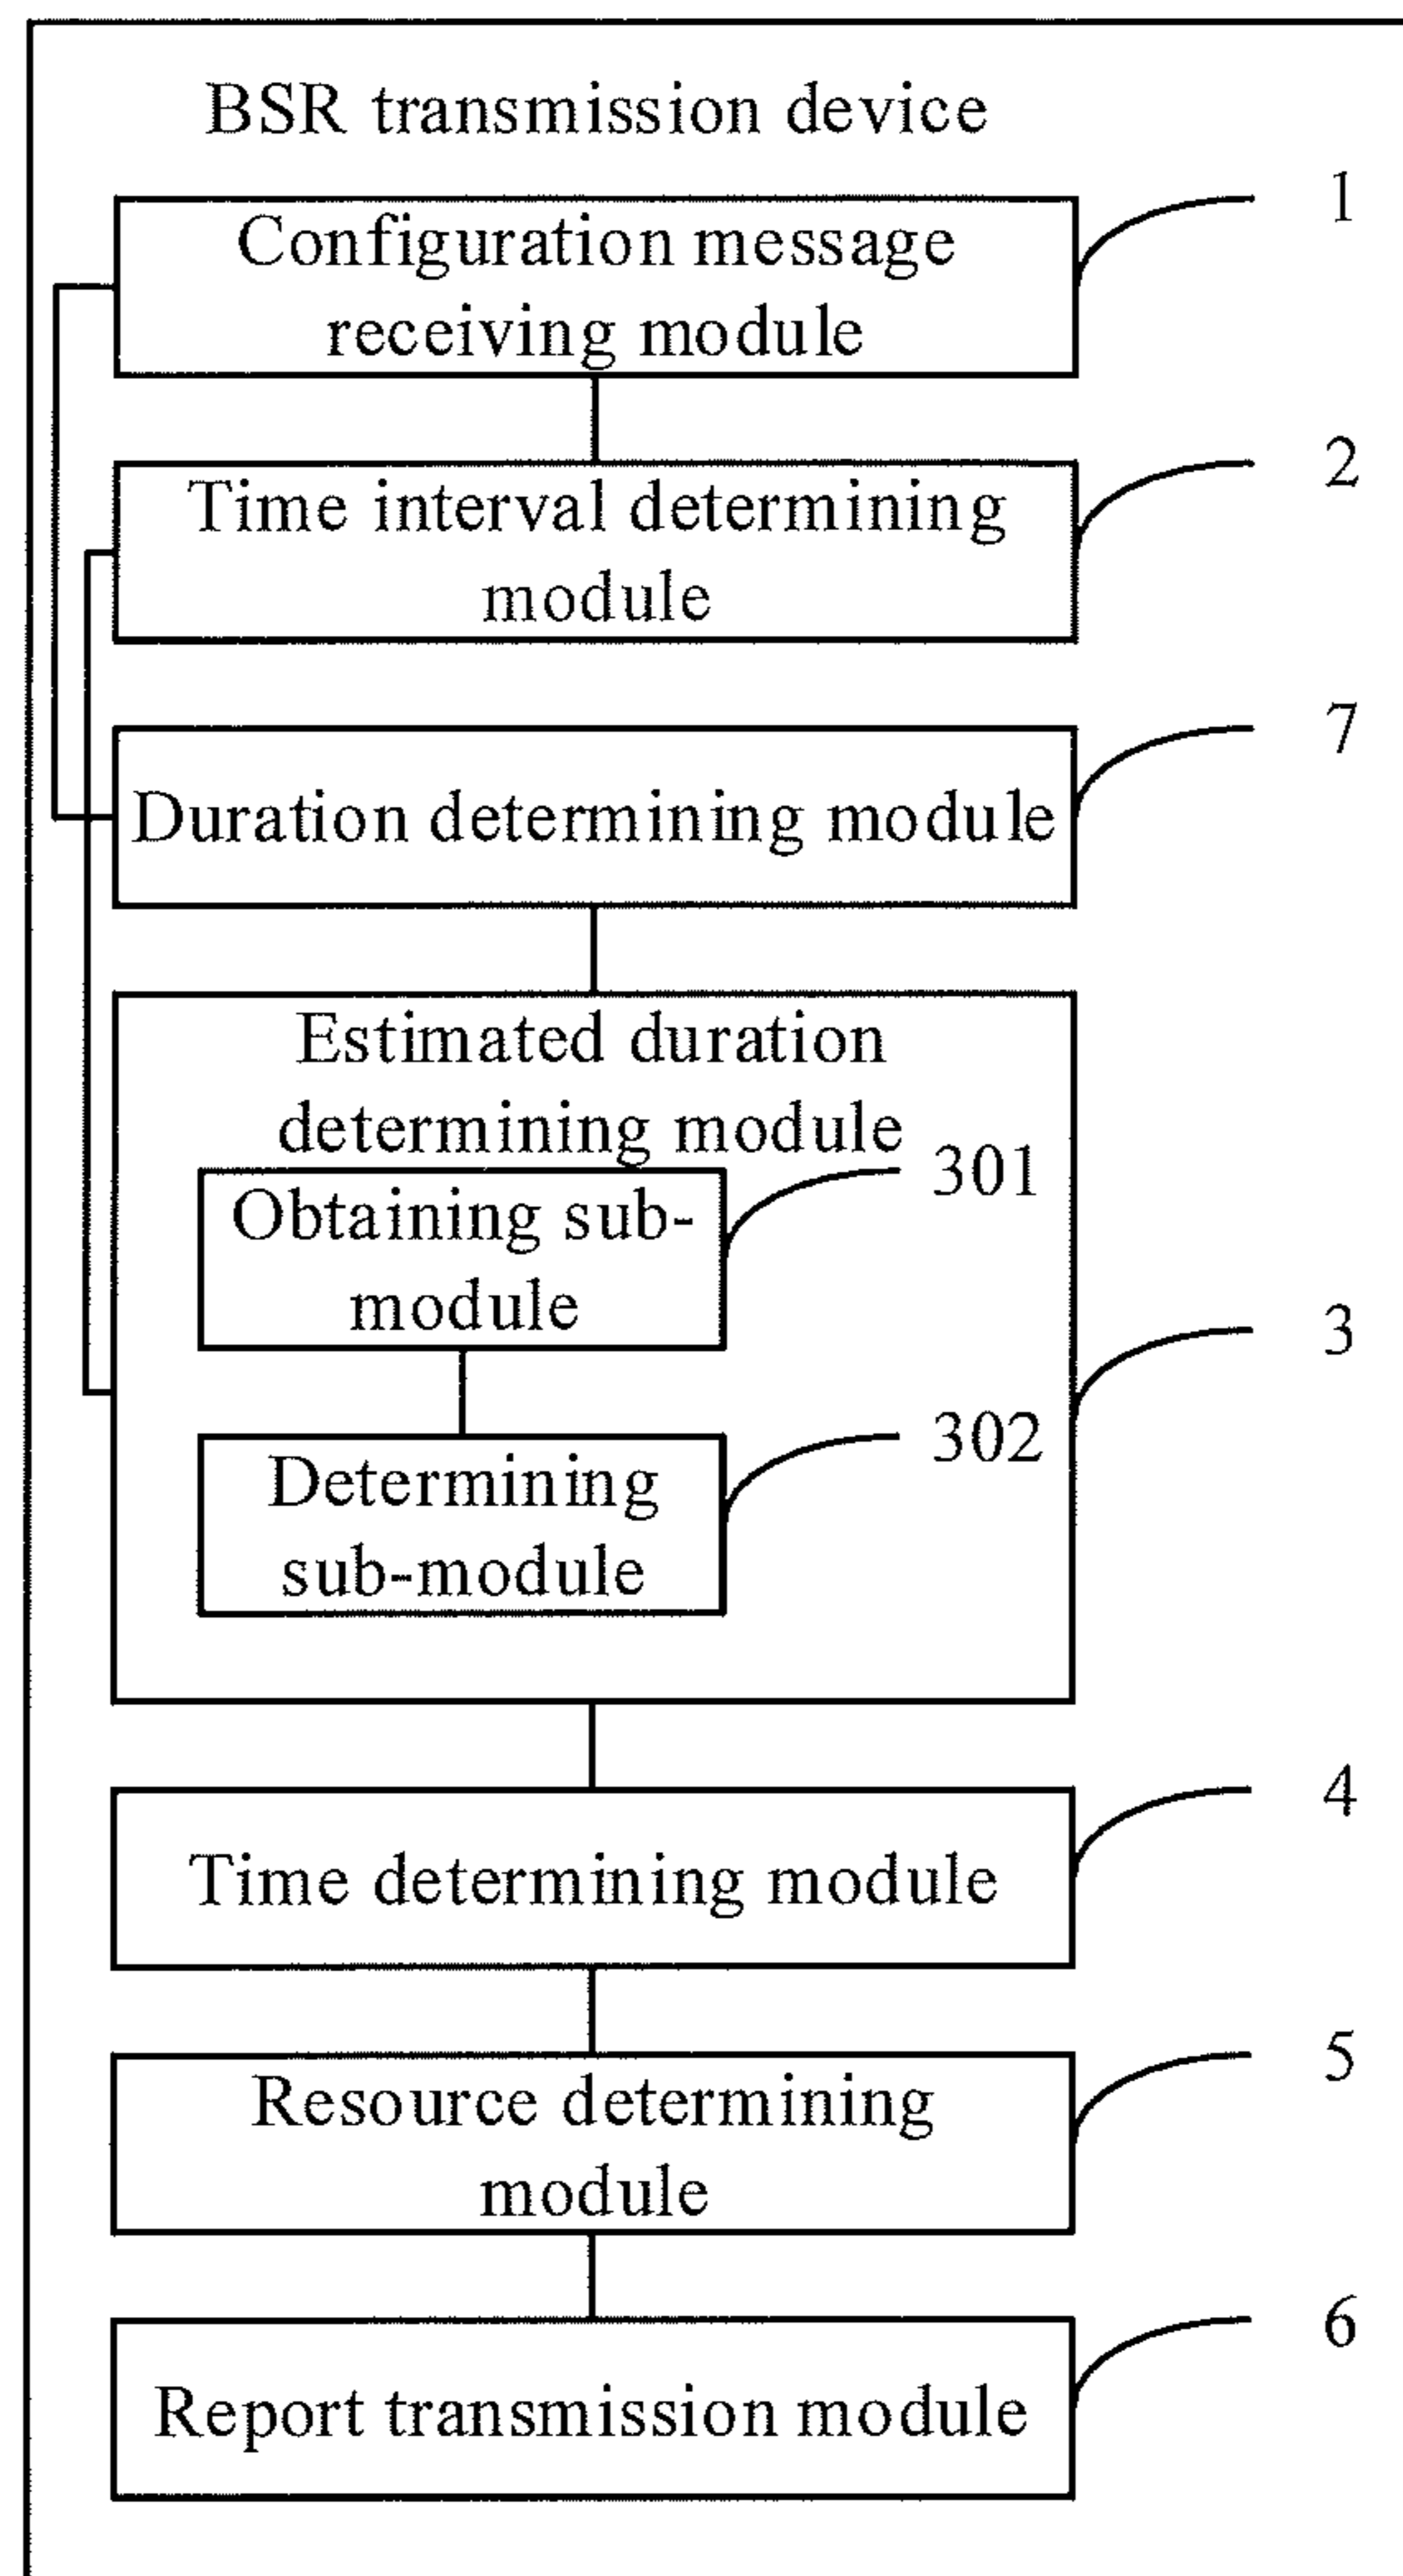 BSR transmission device
1
Configuration message
receiving module
2
Time interval determining
module
7
Duration determining module
Estimated duration
determining module
301
Obtaining sub-
module
3
302
Determining
sub-module
4
Time determining module
5
Resource determining
module
6
Report transmission module